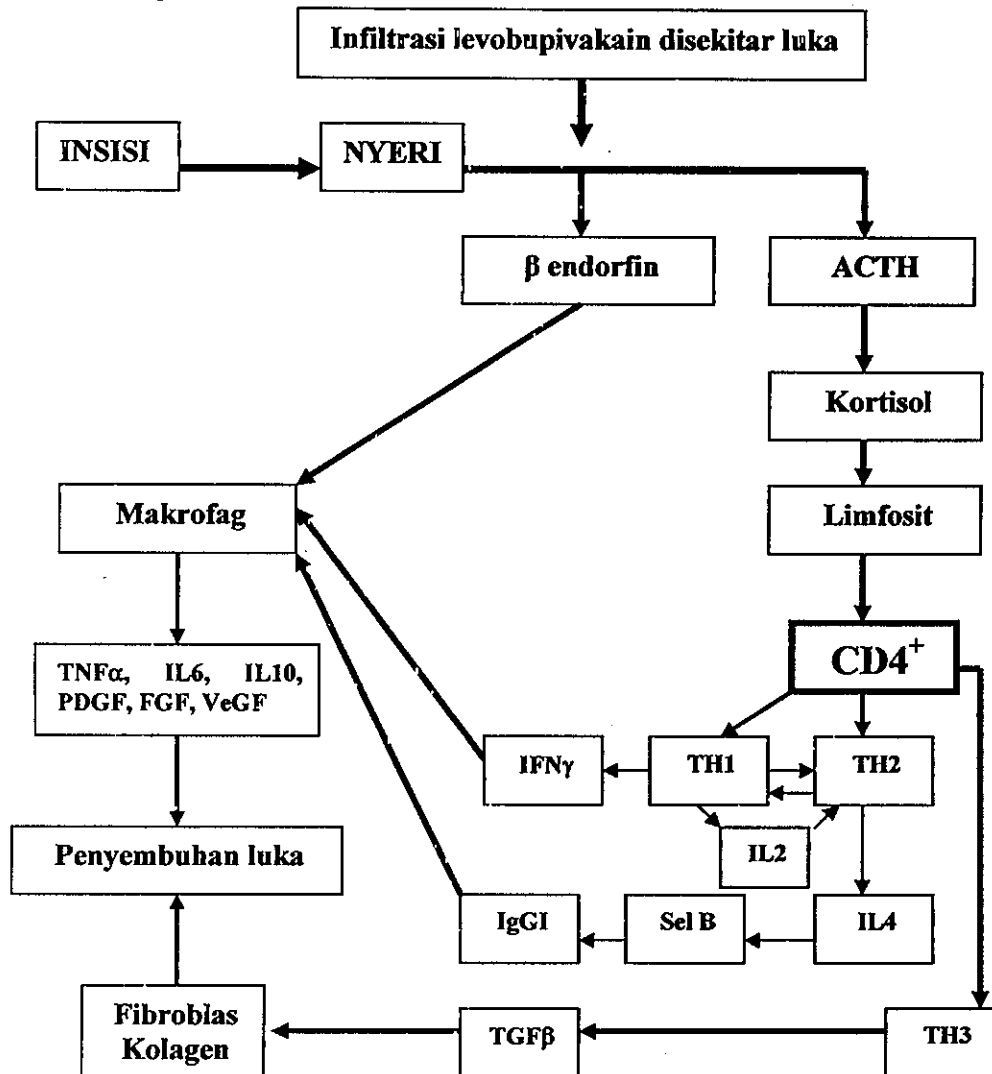 Infiltrasi levobupivakain disekitar luka
INSISI
NYERI
β endorfin
ACTH
Kortisol
Makrofag
Limfosit
CD4⁺
TNFα, IL6, IL10,
PDGF, FGF, VeGF
IFNγ
TH1
TH2
IL2
Penyembuhan luka
IgGI
Sel B
IL4
Fibroblas
Kolagen
TGFβ
TH3